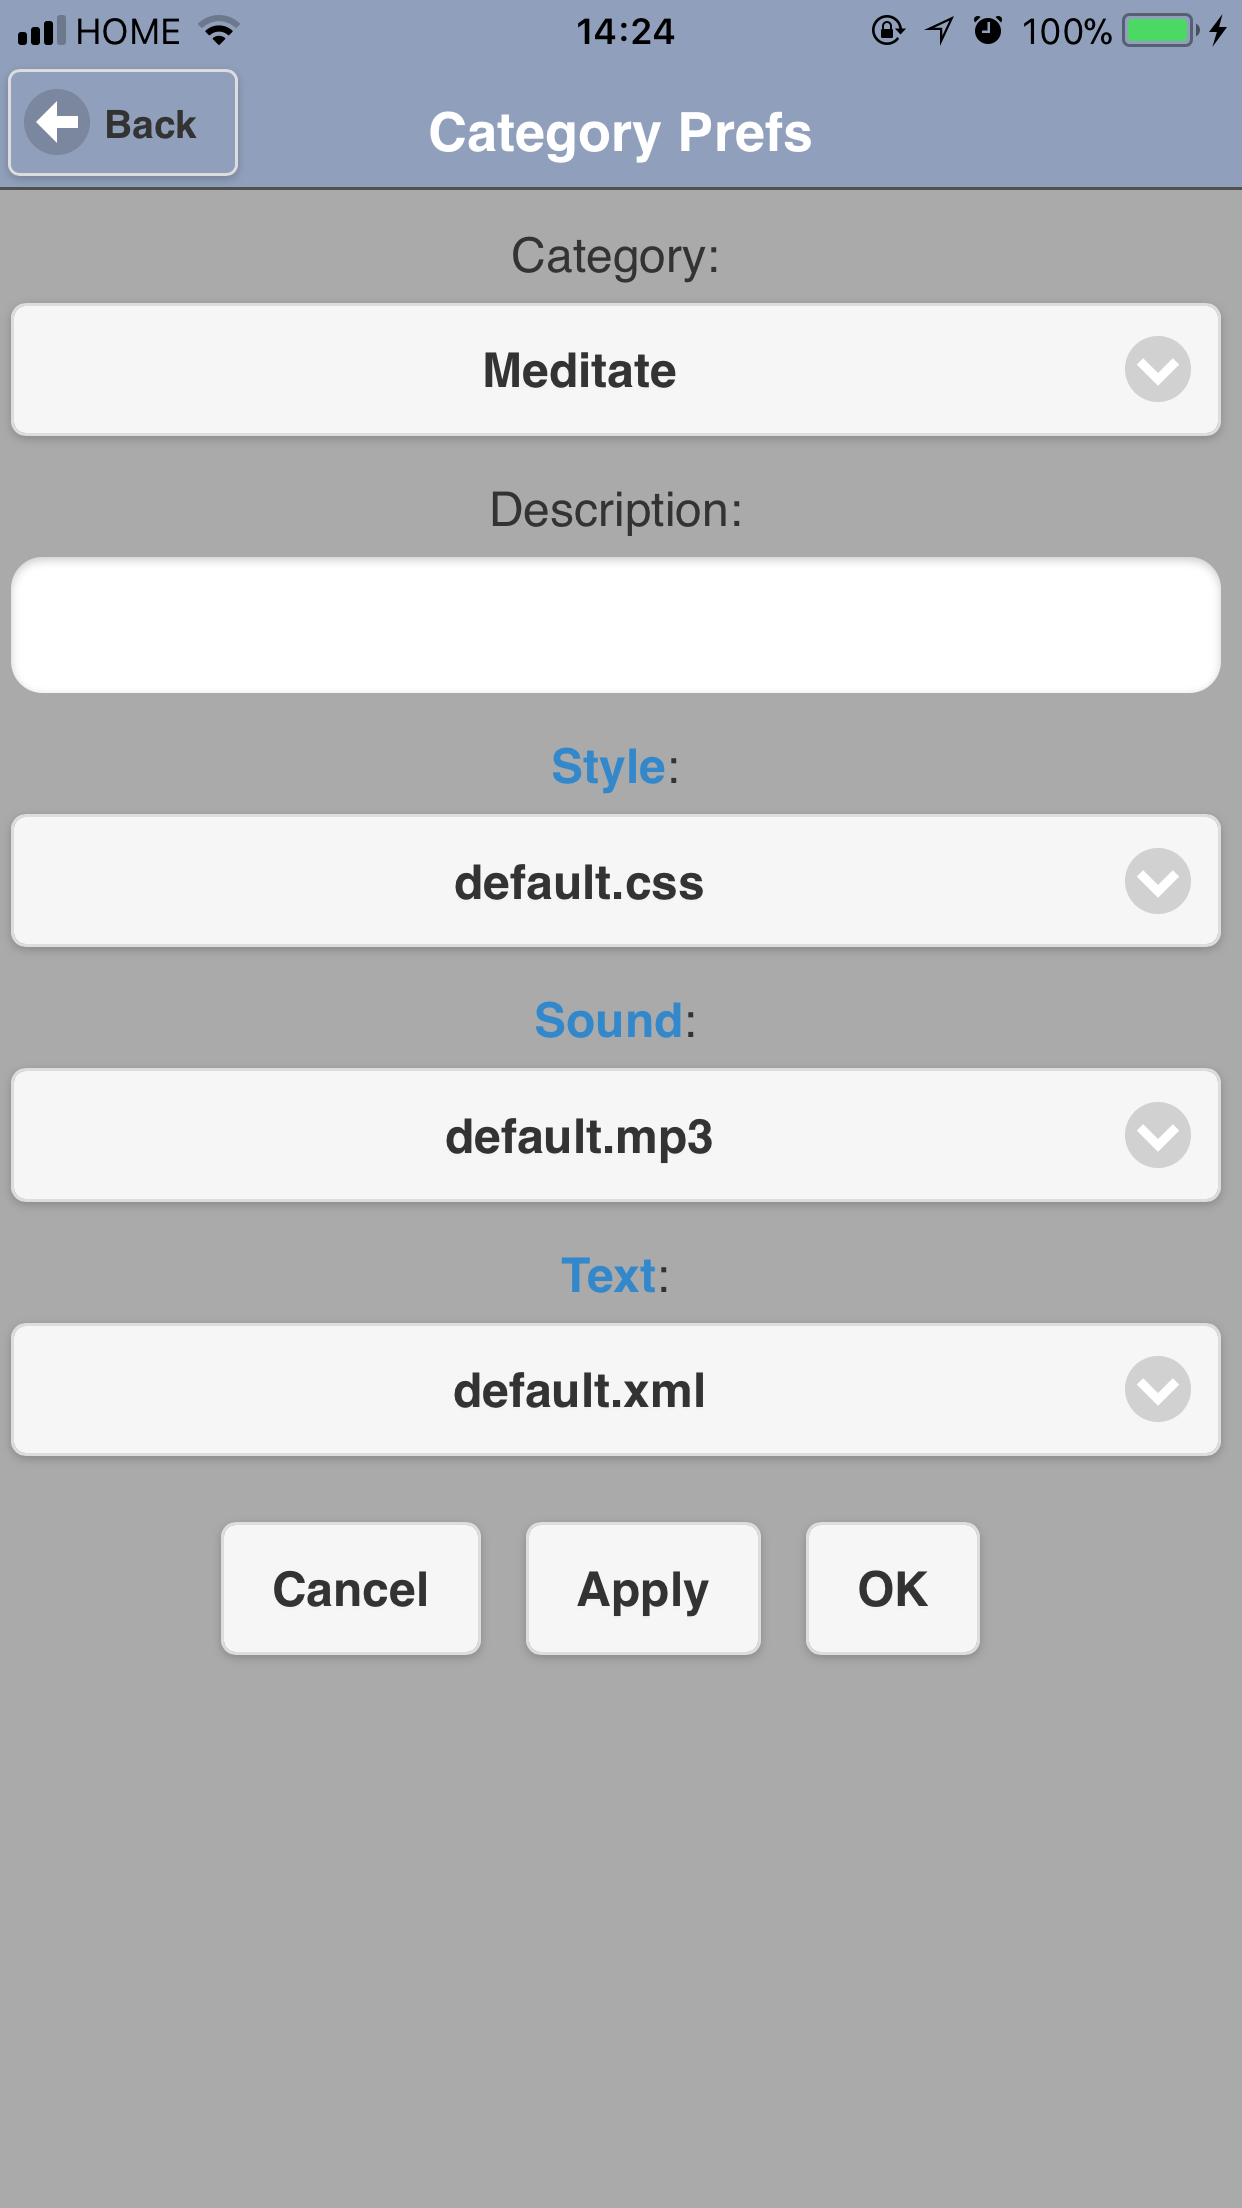 HOME 14:24 100%
Back
Category Prefs
Category:
Meditate
Description:
Style:
default.css
Sound:
default.mp3
Text:
default.xml
Cancel Apply OK